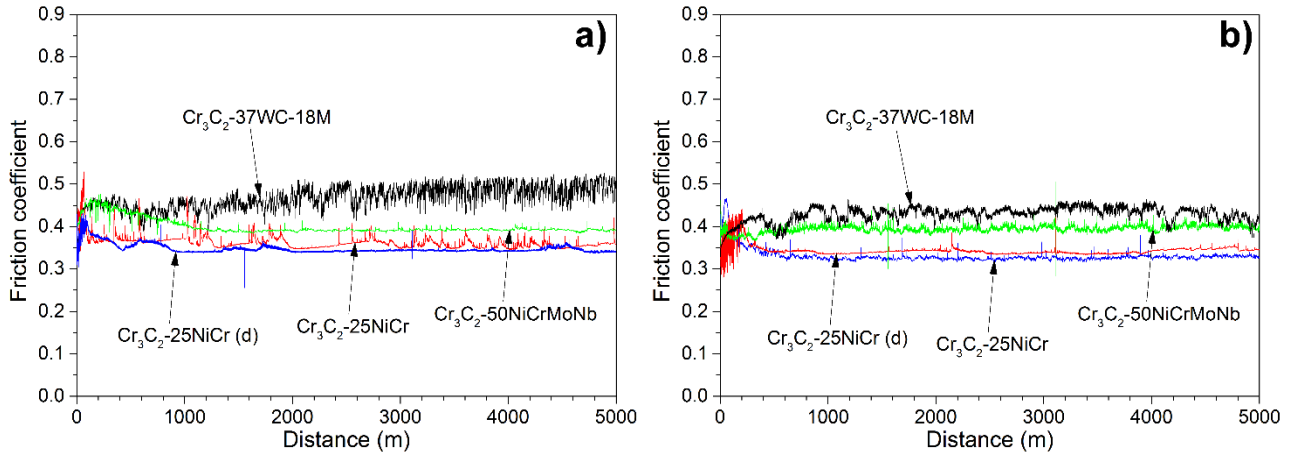 a)
0.9
0.8
0.7
0.6
0.5
0.4
0.3
0.2
0.1
0.0
Friction coefficient
Cr₃C₂-37WC-18M
Cr₃C₂-25NiCr (d)
Cr₃C₂-25NiCr
Cr₃C₂-50NiCrMoNb
0 1000 2000 3000 4000 5000
Distance (m)
b)
0.9
0.8
0.7
0.6
0.5
0.4
0.3
0.2
0.1
0.0
Friction coefficient
Cr₃C₂-37WC-18M
Cr₃C₂-50NiCrMoNb
Cr₃C₂-25NiCr (d)
Cr₃C₂-25NiCr
0 1000 2000 3000 4000 5000
Distance (m)